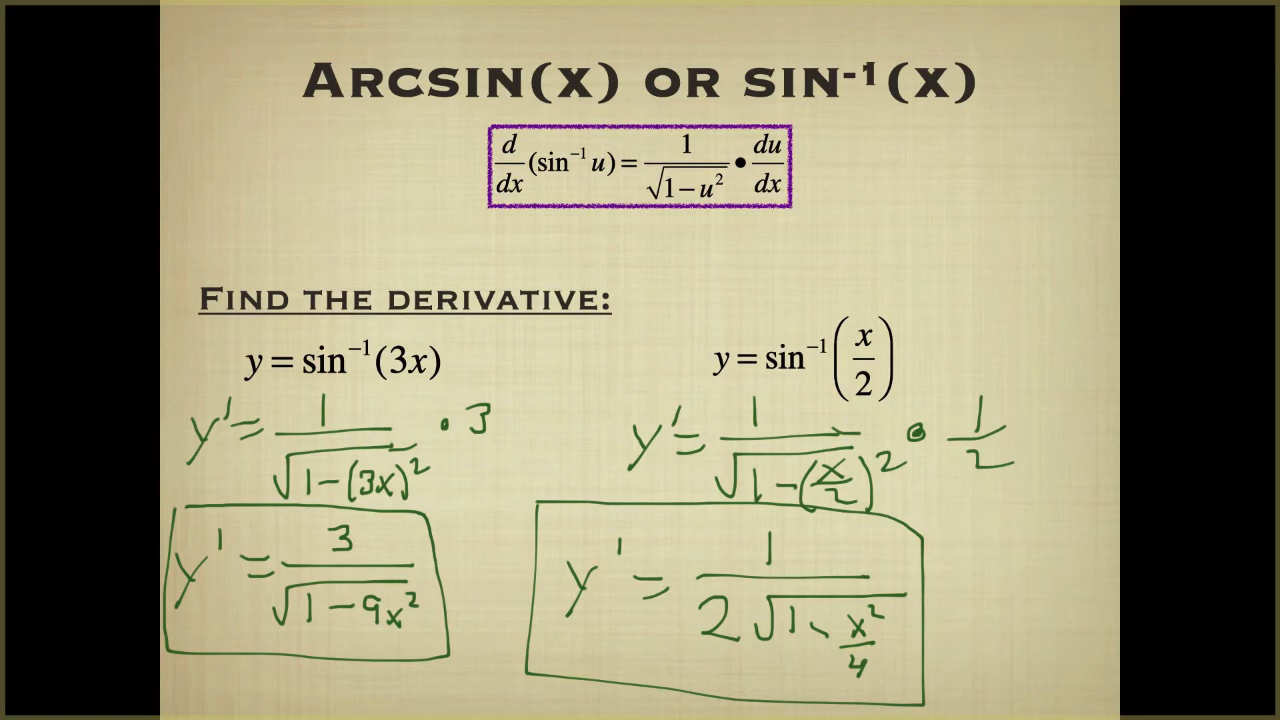 Arcsin(x) or sin⁻¹(x)
d/dx (sin⁻¹ u) = 1/√(1 − u²) • du/dx
Find the derivative:
y = sin⁻¹(3x)
y' = 1/√(1 − (3x)²) · 3
y' = 3/√(1 − 9x²)
y = sin⁻¹(x/2)
y' = 1/√(1 − (x/2)²) • 1/2
y' = 1/(2√(1 - x²/4))